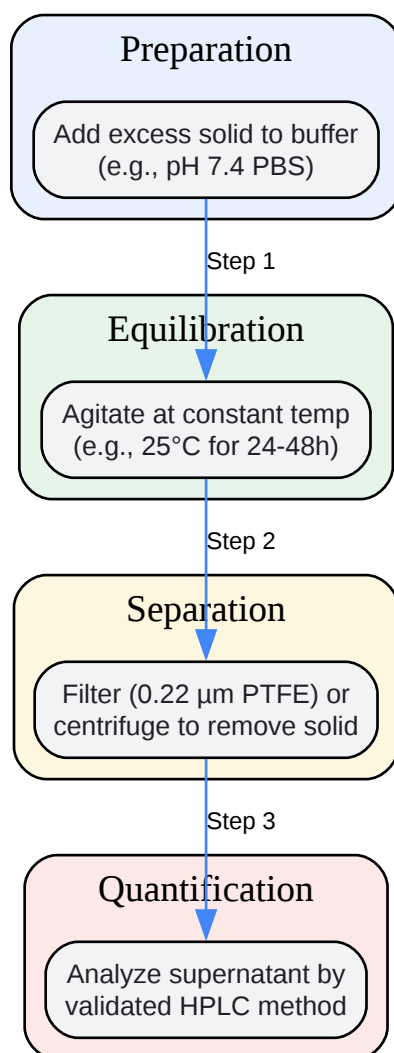 Preparation
Add excess solid to buffer
(e.g., pH 7.4 PBS)
Step 1
Equilibration
Agitate at constant temp
(e.g., 25°C for 24-48h)
Step 2
Separation
Filter (0.22 µm PTFE) or
centrifuge to remove solid
Step 3
Quantification
Analyze supernatant by
validated HPLC method